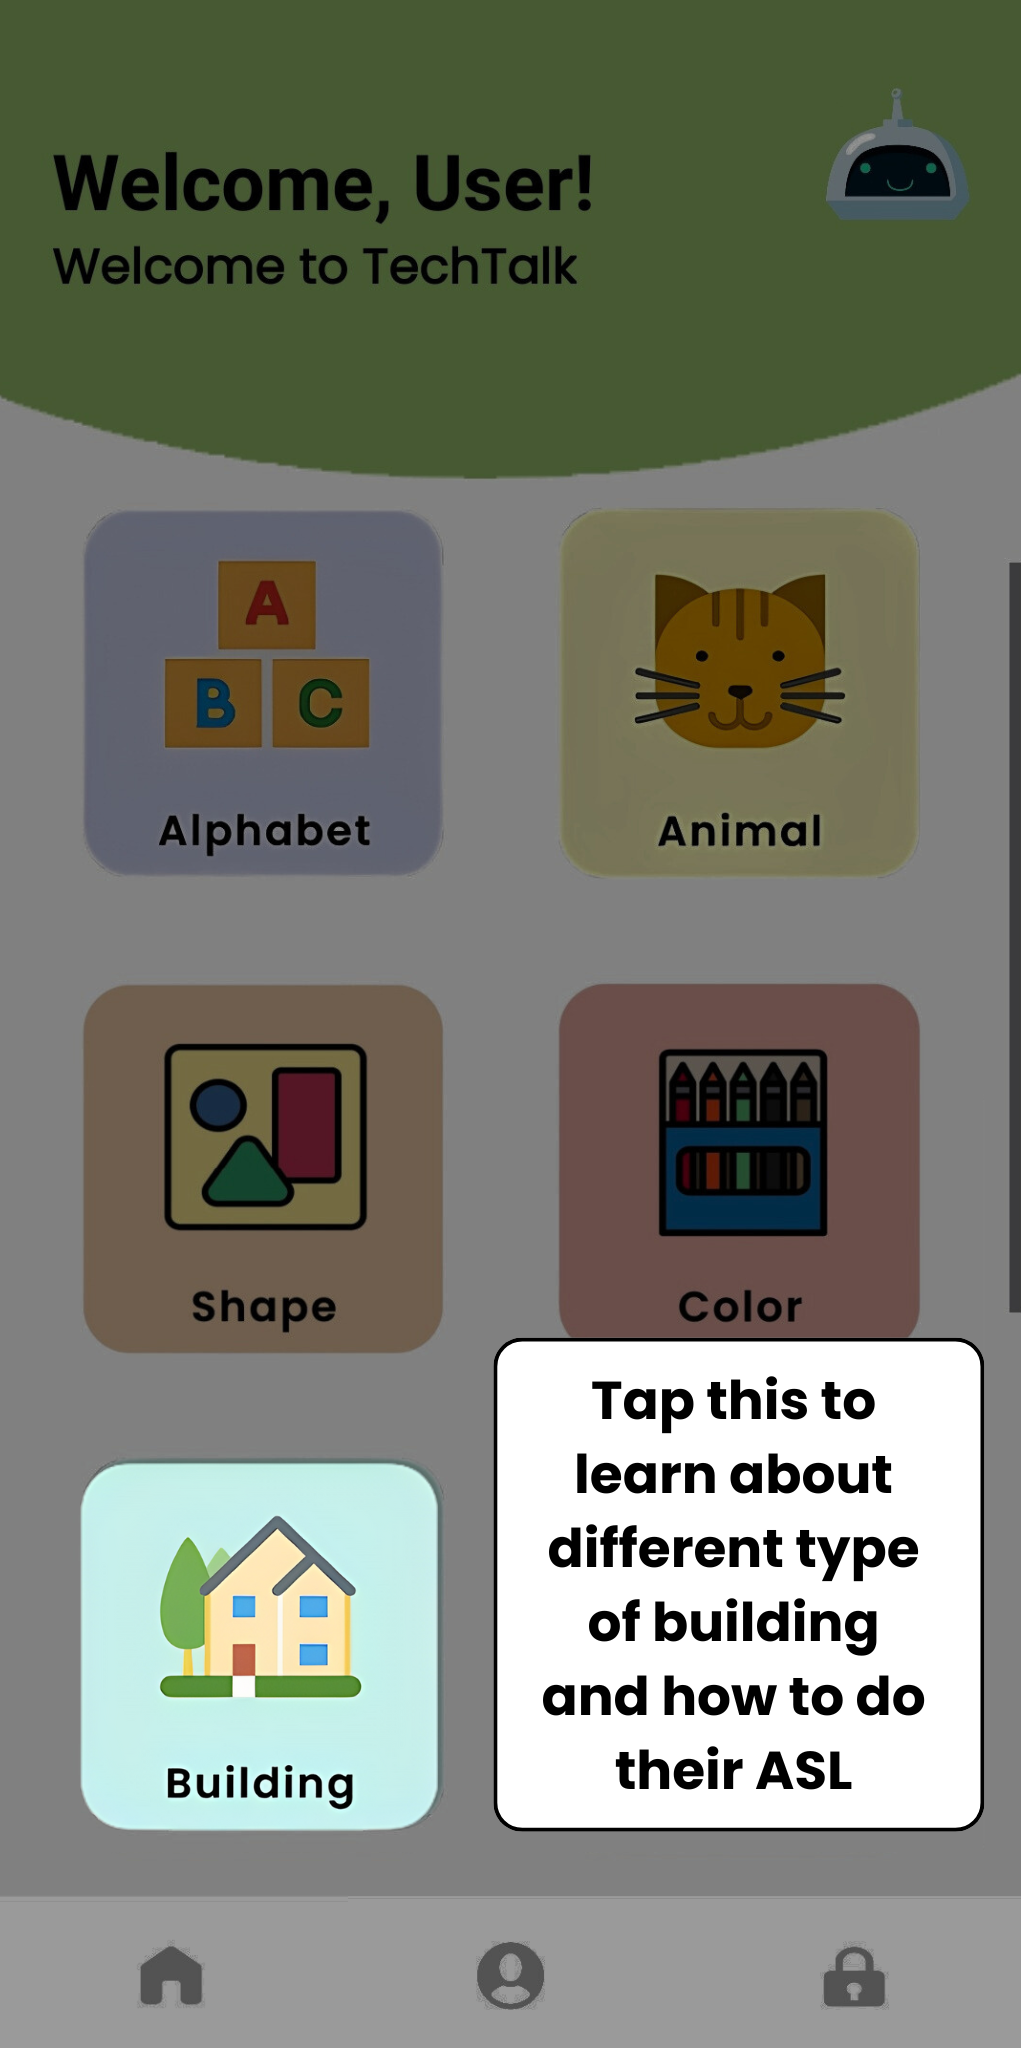 Welcome, User!
Welcome to TechTalk
A
B C
Alphabet
Animal
Shape
Color
Tap this to
learn about
different type
of building
and how to do
their ASL
Building